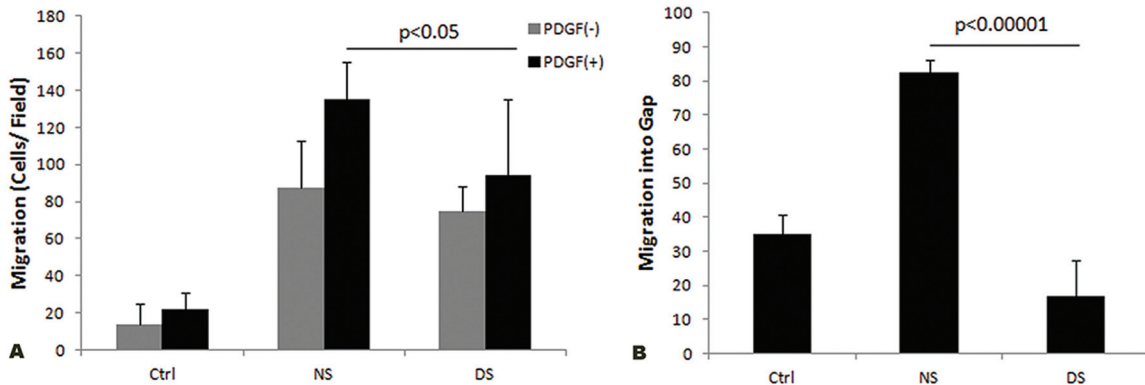 Migration (Cells/ Field)
180
160
140
120
100
80
60
40
20
0
p<0.05
PDGF(-)
PDGF(+)
Ctrl NS DS
A
Migration into Gap
100
90
80
70
60
50
40
30
20
10
0
p<0.00001
Ctrl NS DS
B